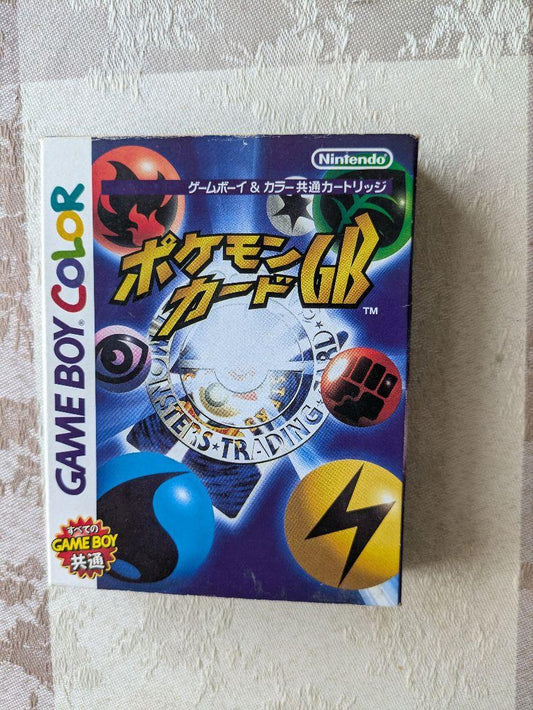 Nintendo
ゲームボーイ & カラー共通カートリッジ
ポケモン
カードGB
TM
MONSTERS★TRADING
GAME BOY COLOR
すべての
GAME BOY
共通